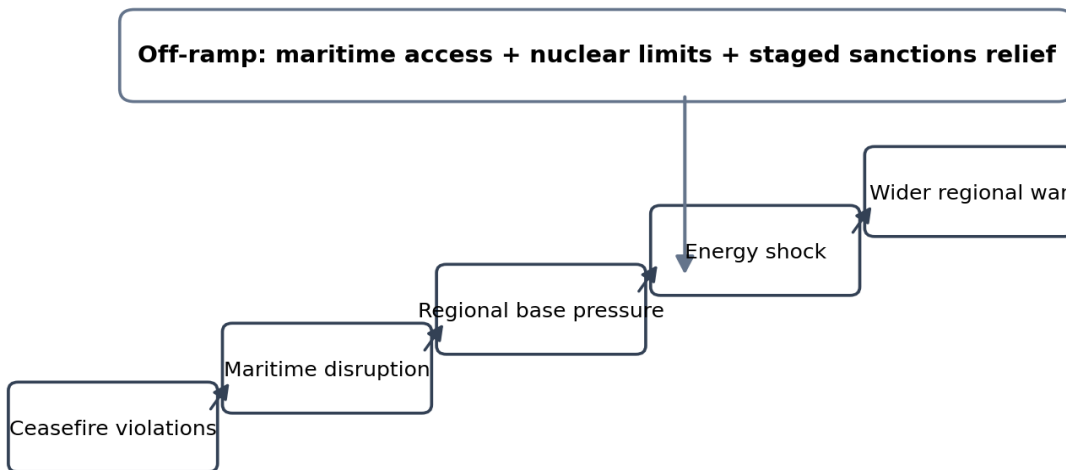 Off-ramp: maritime access + nuclear limits + staged sanctions relief
Wider regional war
Energy shock
Regional base pressure
Maritime disruption
Ceasefire violations